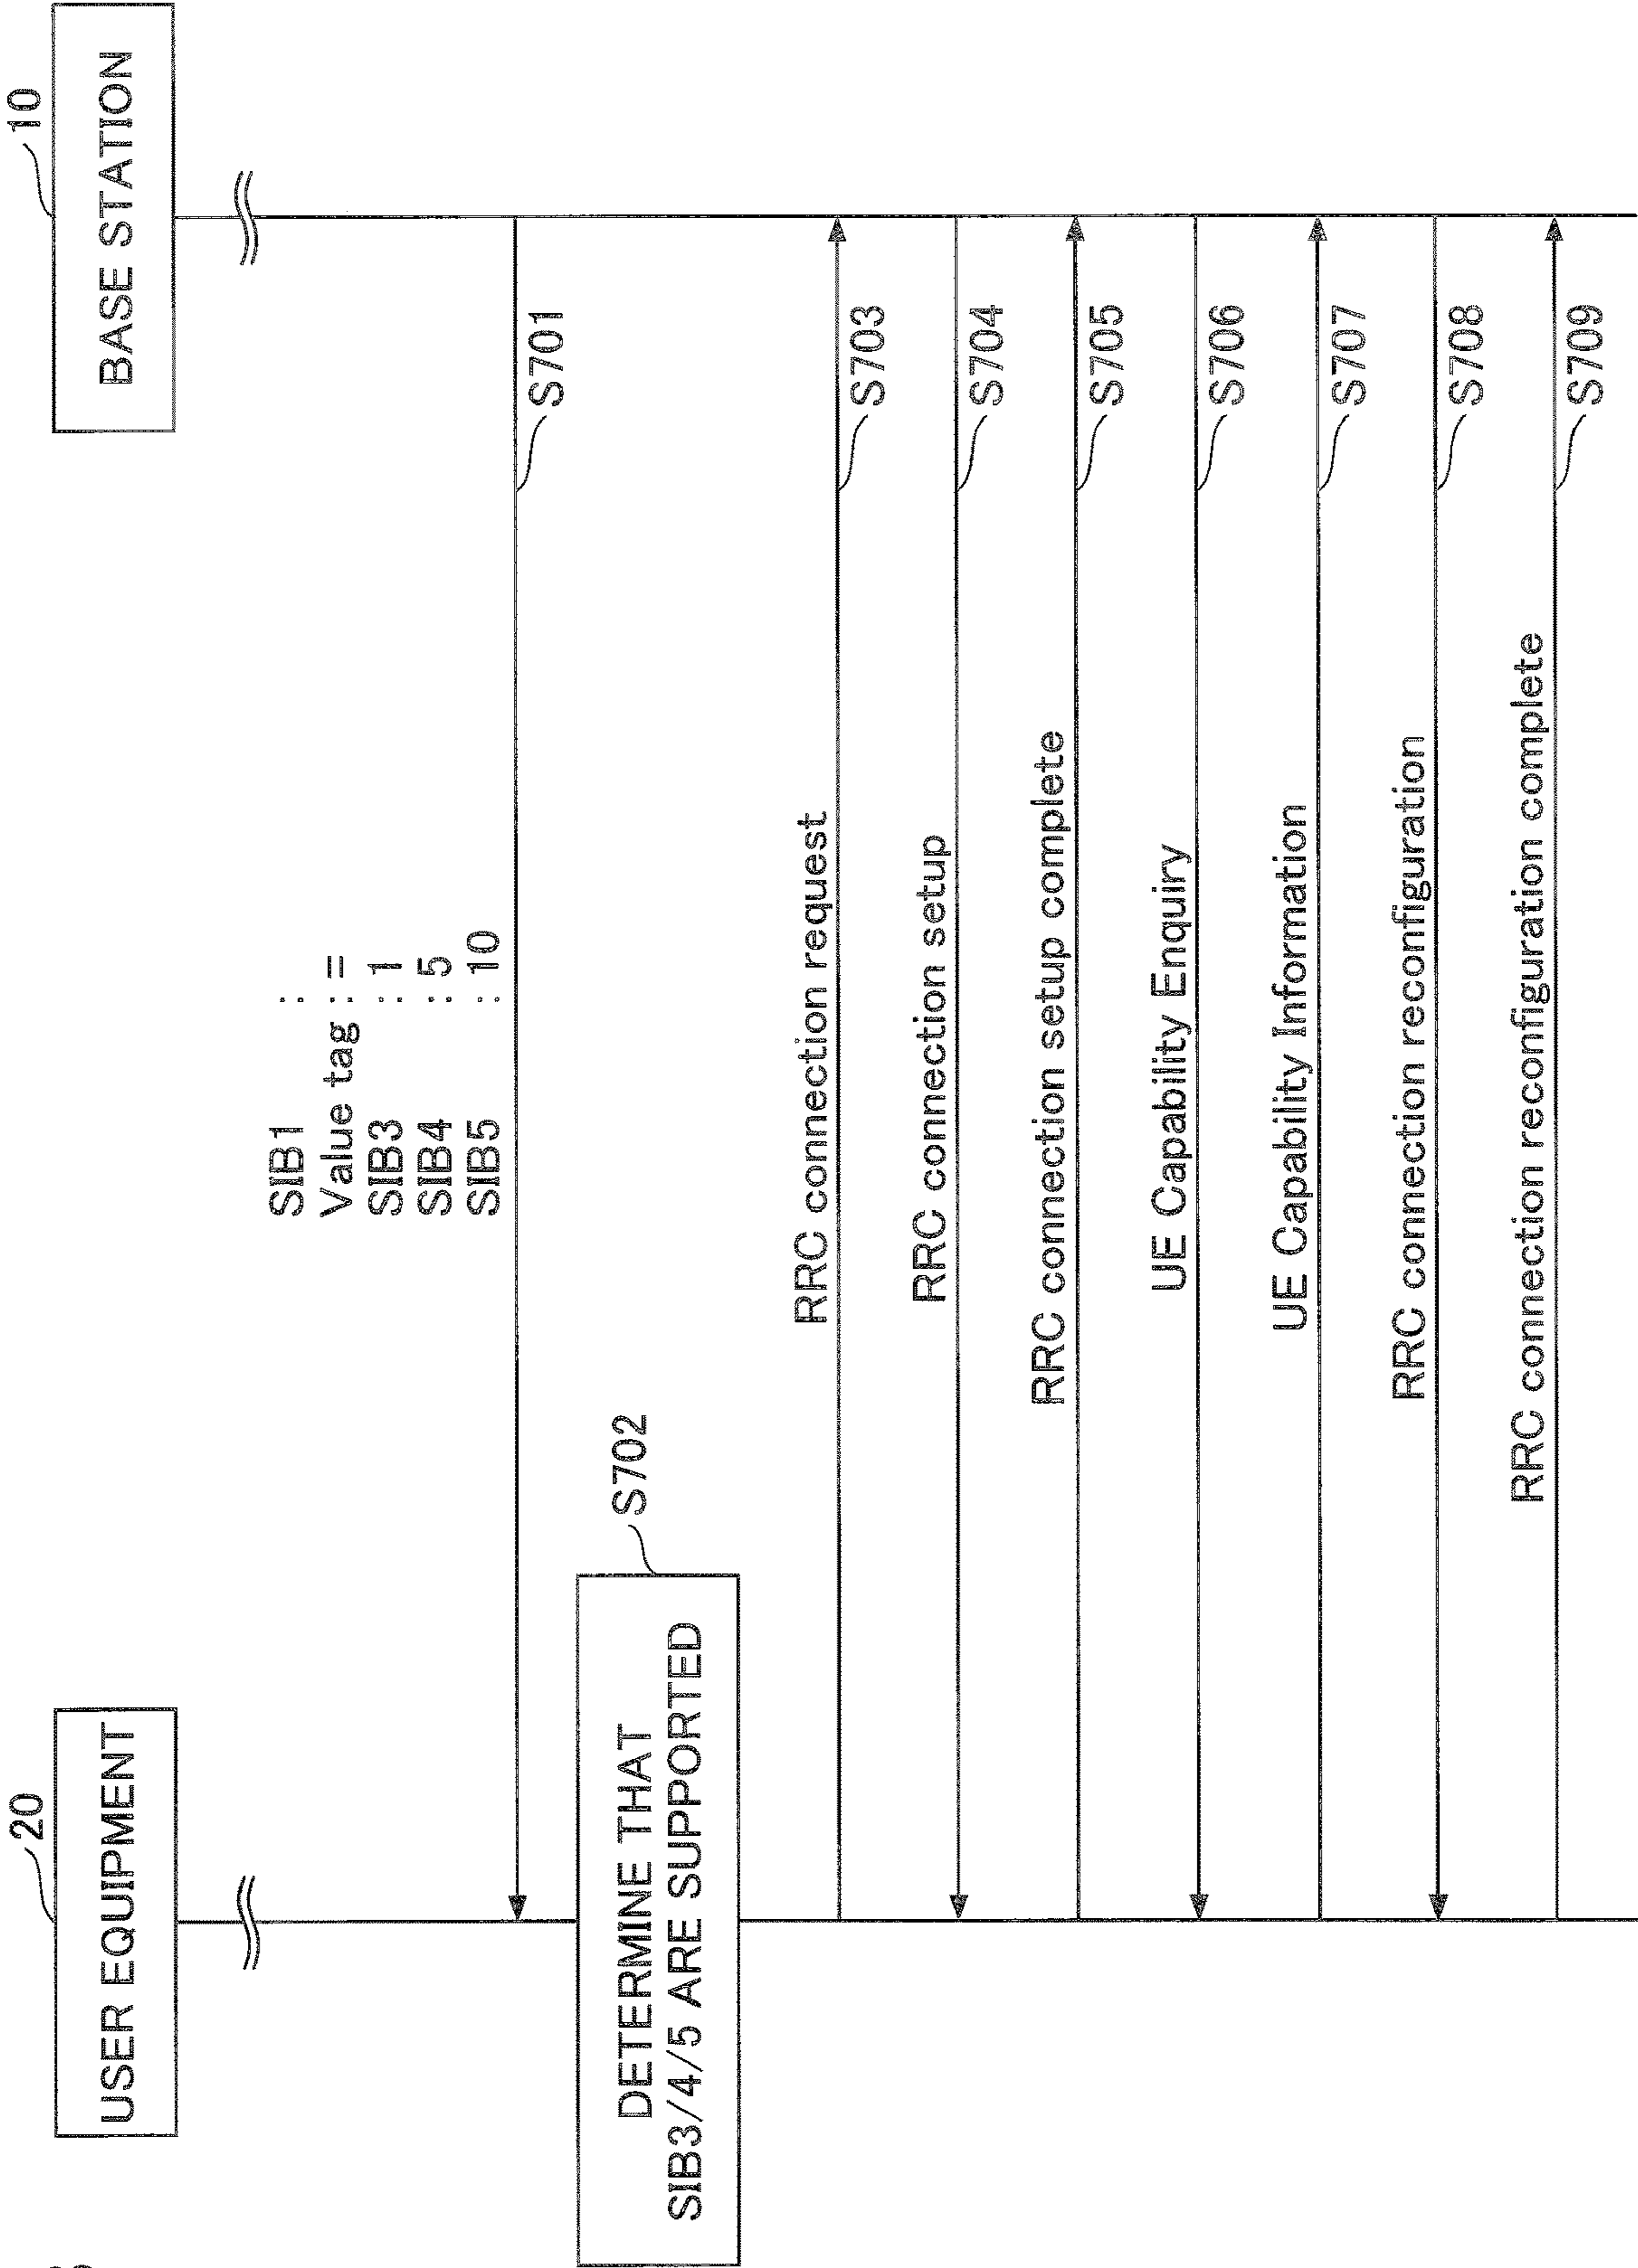 20
USER EQUIPMENT
10
BASE STATION
SIB1 :
Value tag : =
SIB3 : 1
SIB4 : 5
SIB5 : 10
S701
DETERMINE THAT
SIB3/4/5 ARE SUPPORTED
S702
RRC connection request
S703
RRC connection setup
S704
RRC connection setup complete
S705
UE Capability Enquiry
S706
UE Capability Information
S707
RRC connection reconfiguration
S708
RRC connection reconfiguration complete
S709